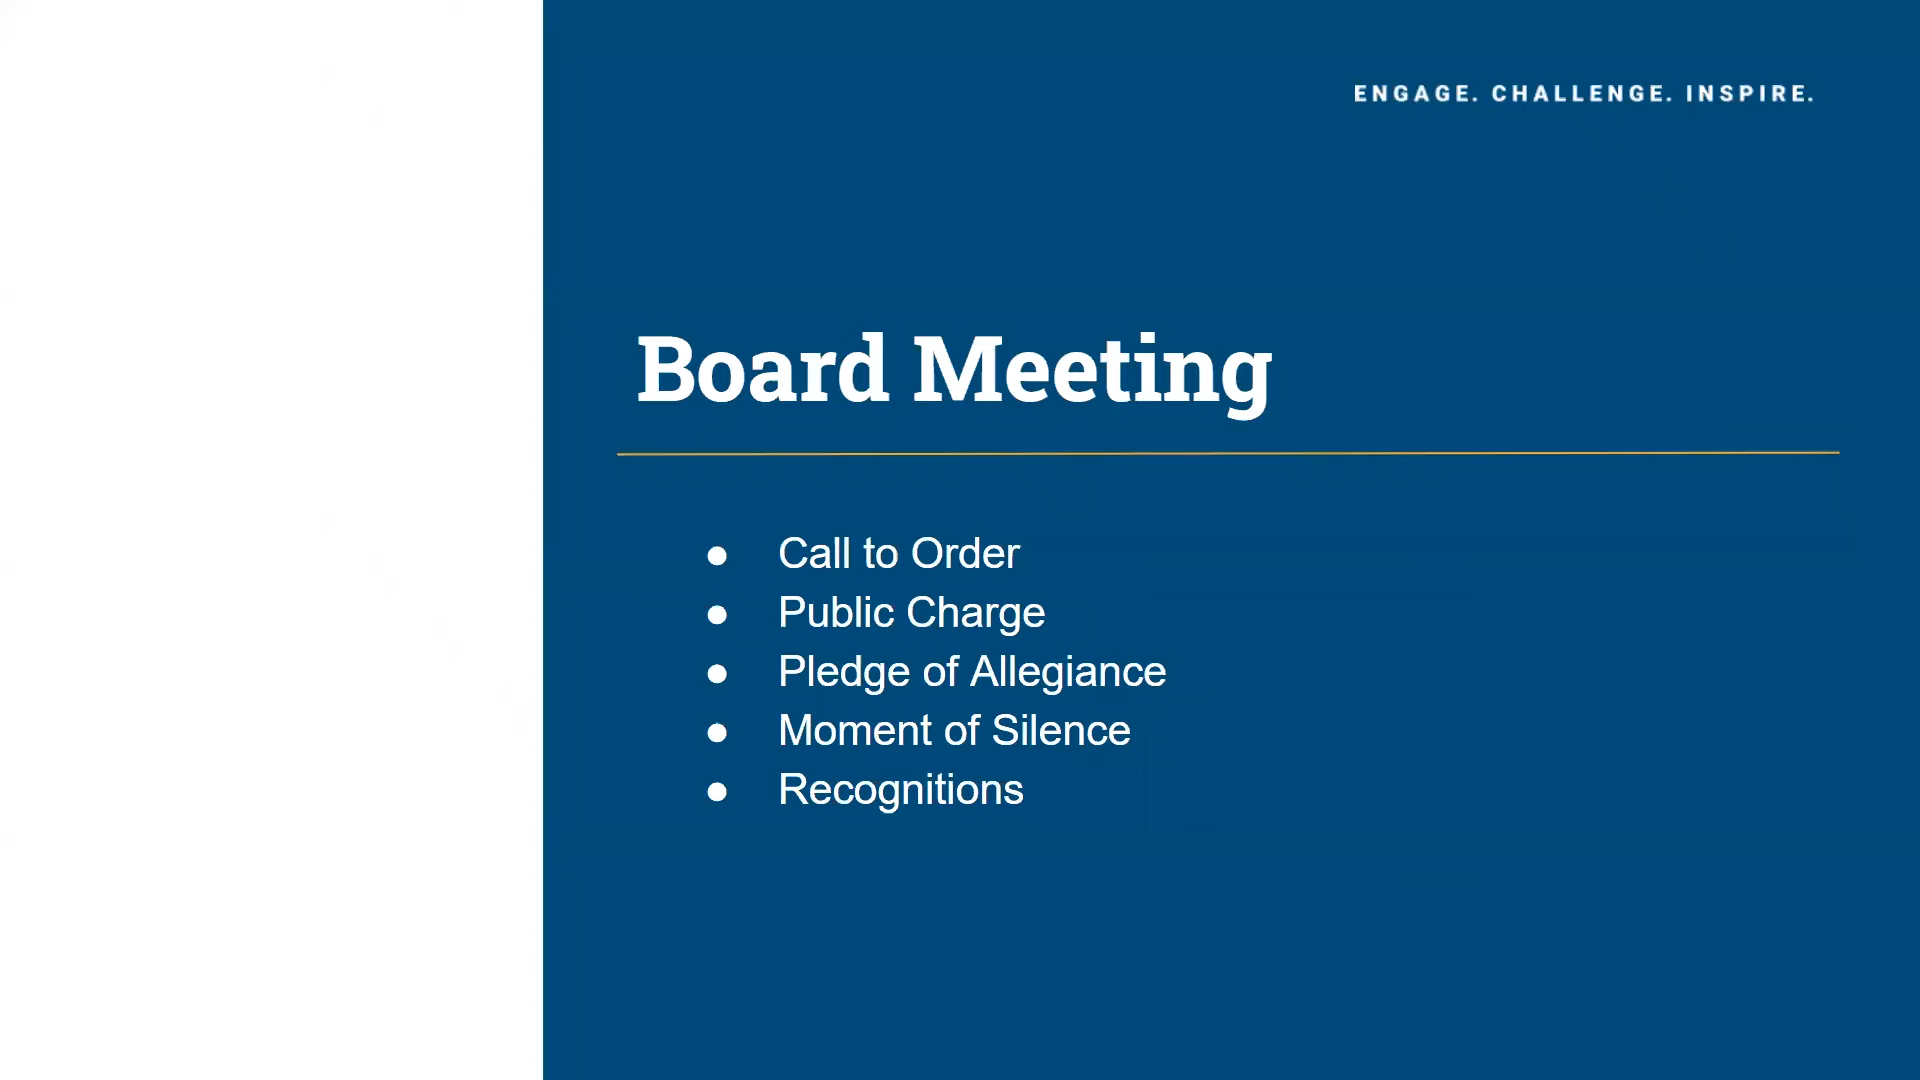 ENGAGE. CHALLENGE. INSPIRE.
Board Meeting
● Call to Order
● Public Charge
● Pledge of Allegiance
● Moment of Silence
● Recognitions